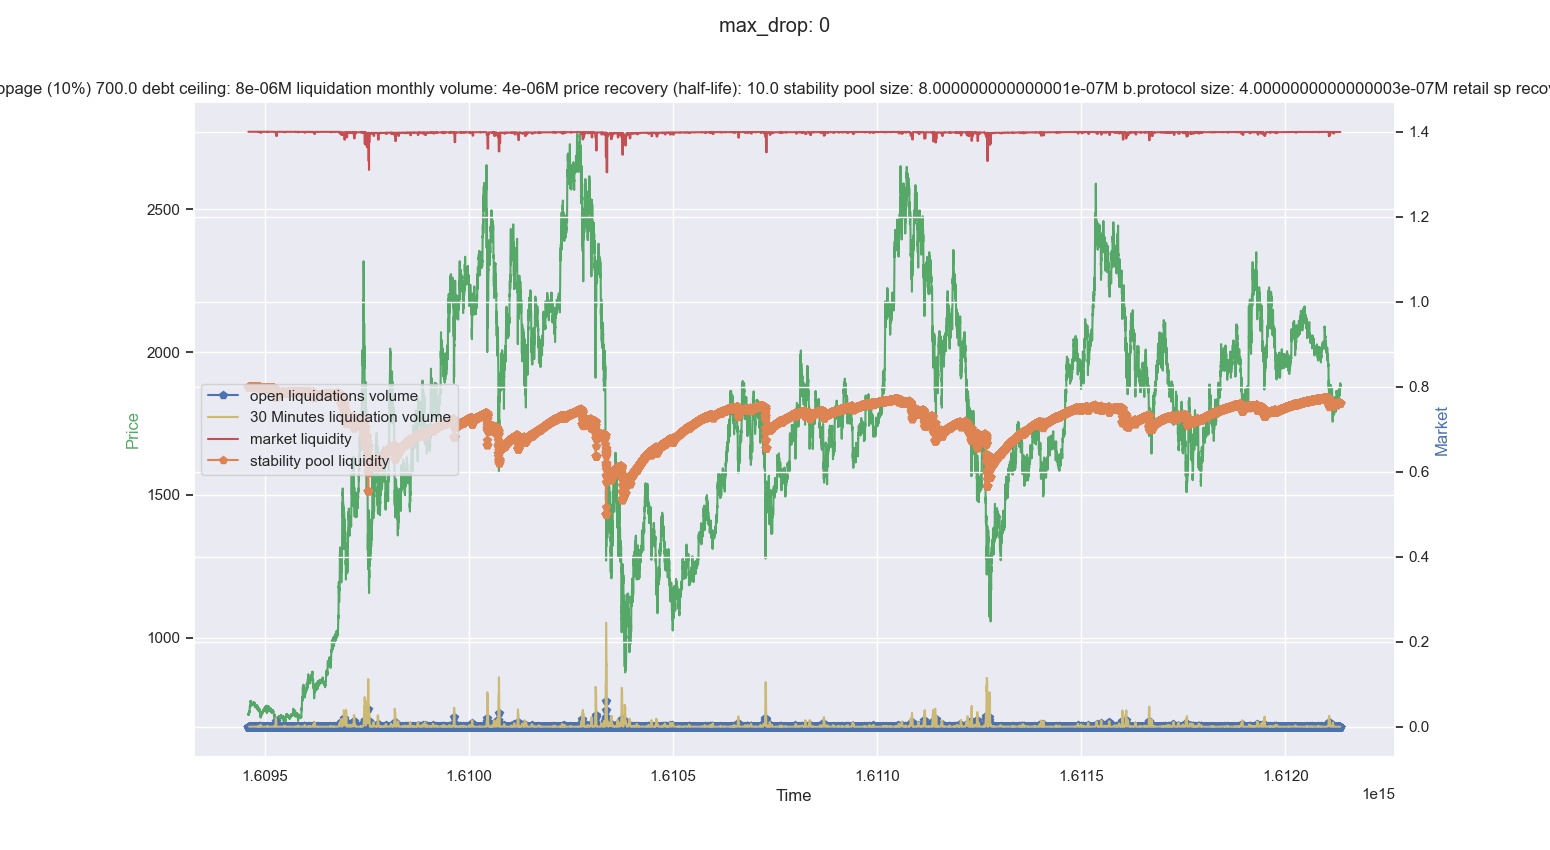 max_drop: 0
(10%) 700.0 debt ceiling: 8e-06M liquidation monthly volume: 4e-06M price recovery (half-life): 10.0 stability pool size: 8.000000000000001e-07M b.protocol size: 4.0000000000000003e-07M retail sp
1.4
2500
1.2
1.0
2000
0.8
open liquidations volume
30 Minutes liquidation volume
market liquidity
stability pool liquidity
Price
Market
0.6
1500
0.4
1000
0.2
0.0
1.6095 1.6100 1.6105 1.6110 1.6115 1.6120
Time
1e15